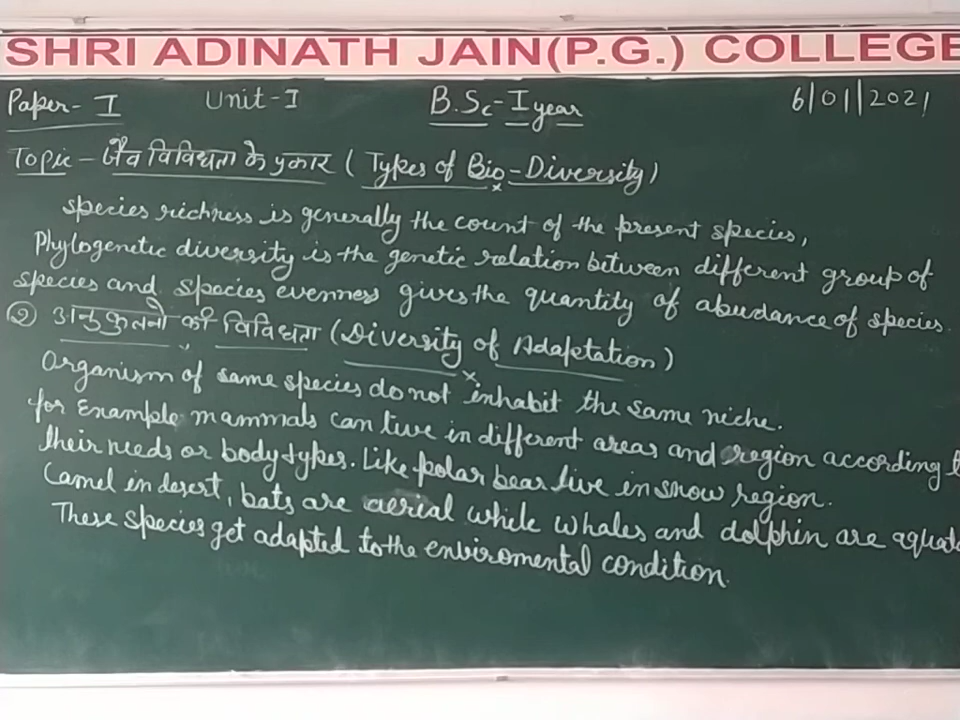 SHRI ADINATH JAIN(P.G.) COLLEGE
Paper- I Unit-I B.Sc-I year 6/01/2021
Topic - जैव विविधता के प्रकार ( Types of Bio-Diversity)
species richness is generally the count of the present species,
Phylogenetic diversity is the genetic relation between different group of
species and species evenness gives the quantity of abundance of species.
② अनुकूलनो की विविधता (Diversity of Adaptation)
Organism of same species do not inhabit the same niche.
for Example mammals can live in different areas and region according t
their needs or body types. Like polar bear live in snow region.
Camel in desert, bats are aerial while whales and dolphin are aquat
These species get adapted to the enviromental condition.